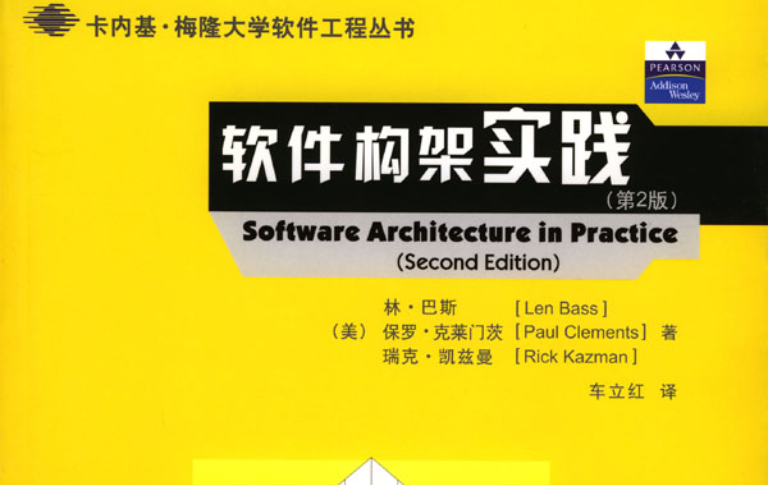 卡内基·梅隆大学软件工程丛书
PEARSON
Addison
Wesley
软件构架实践
(第2版)
Software Architecture in Practice
(Second Edition)
林·巴斯 [Len Bass]
(美) 保罗·克莱门茨 [Paul Clements] 著
瑞克·凯兹曼 [Rick Kazman]
车立红 译